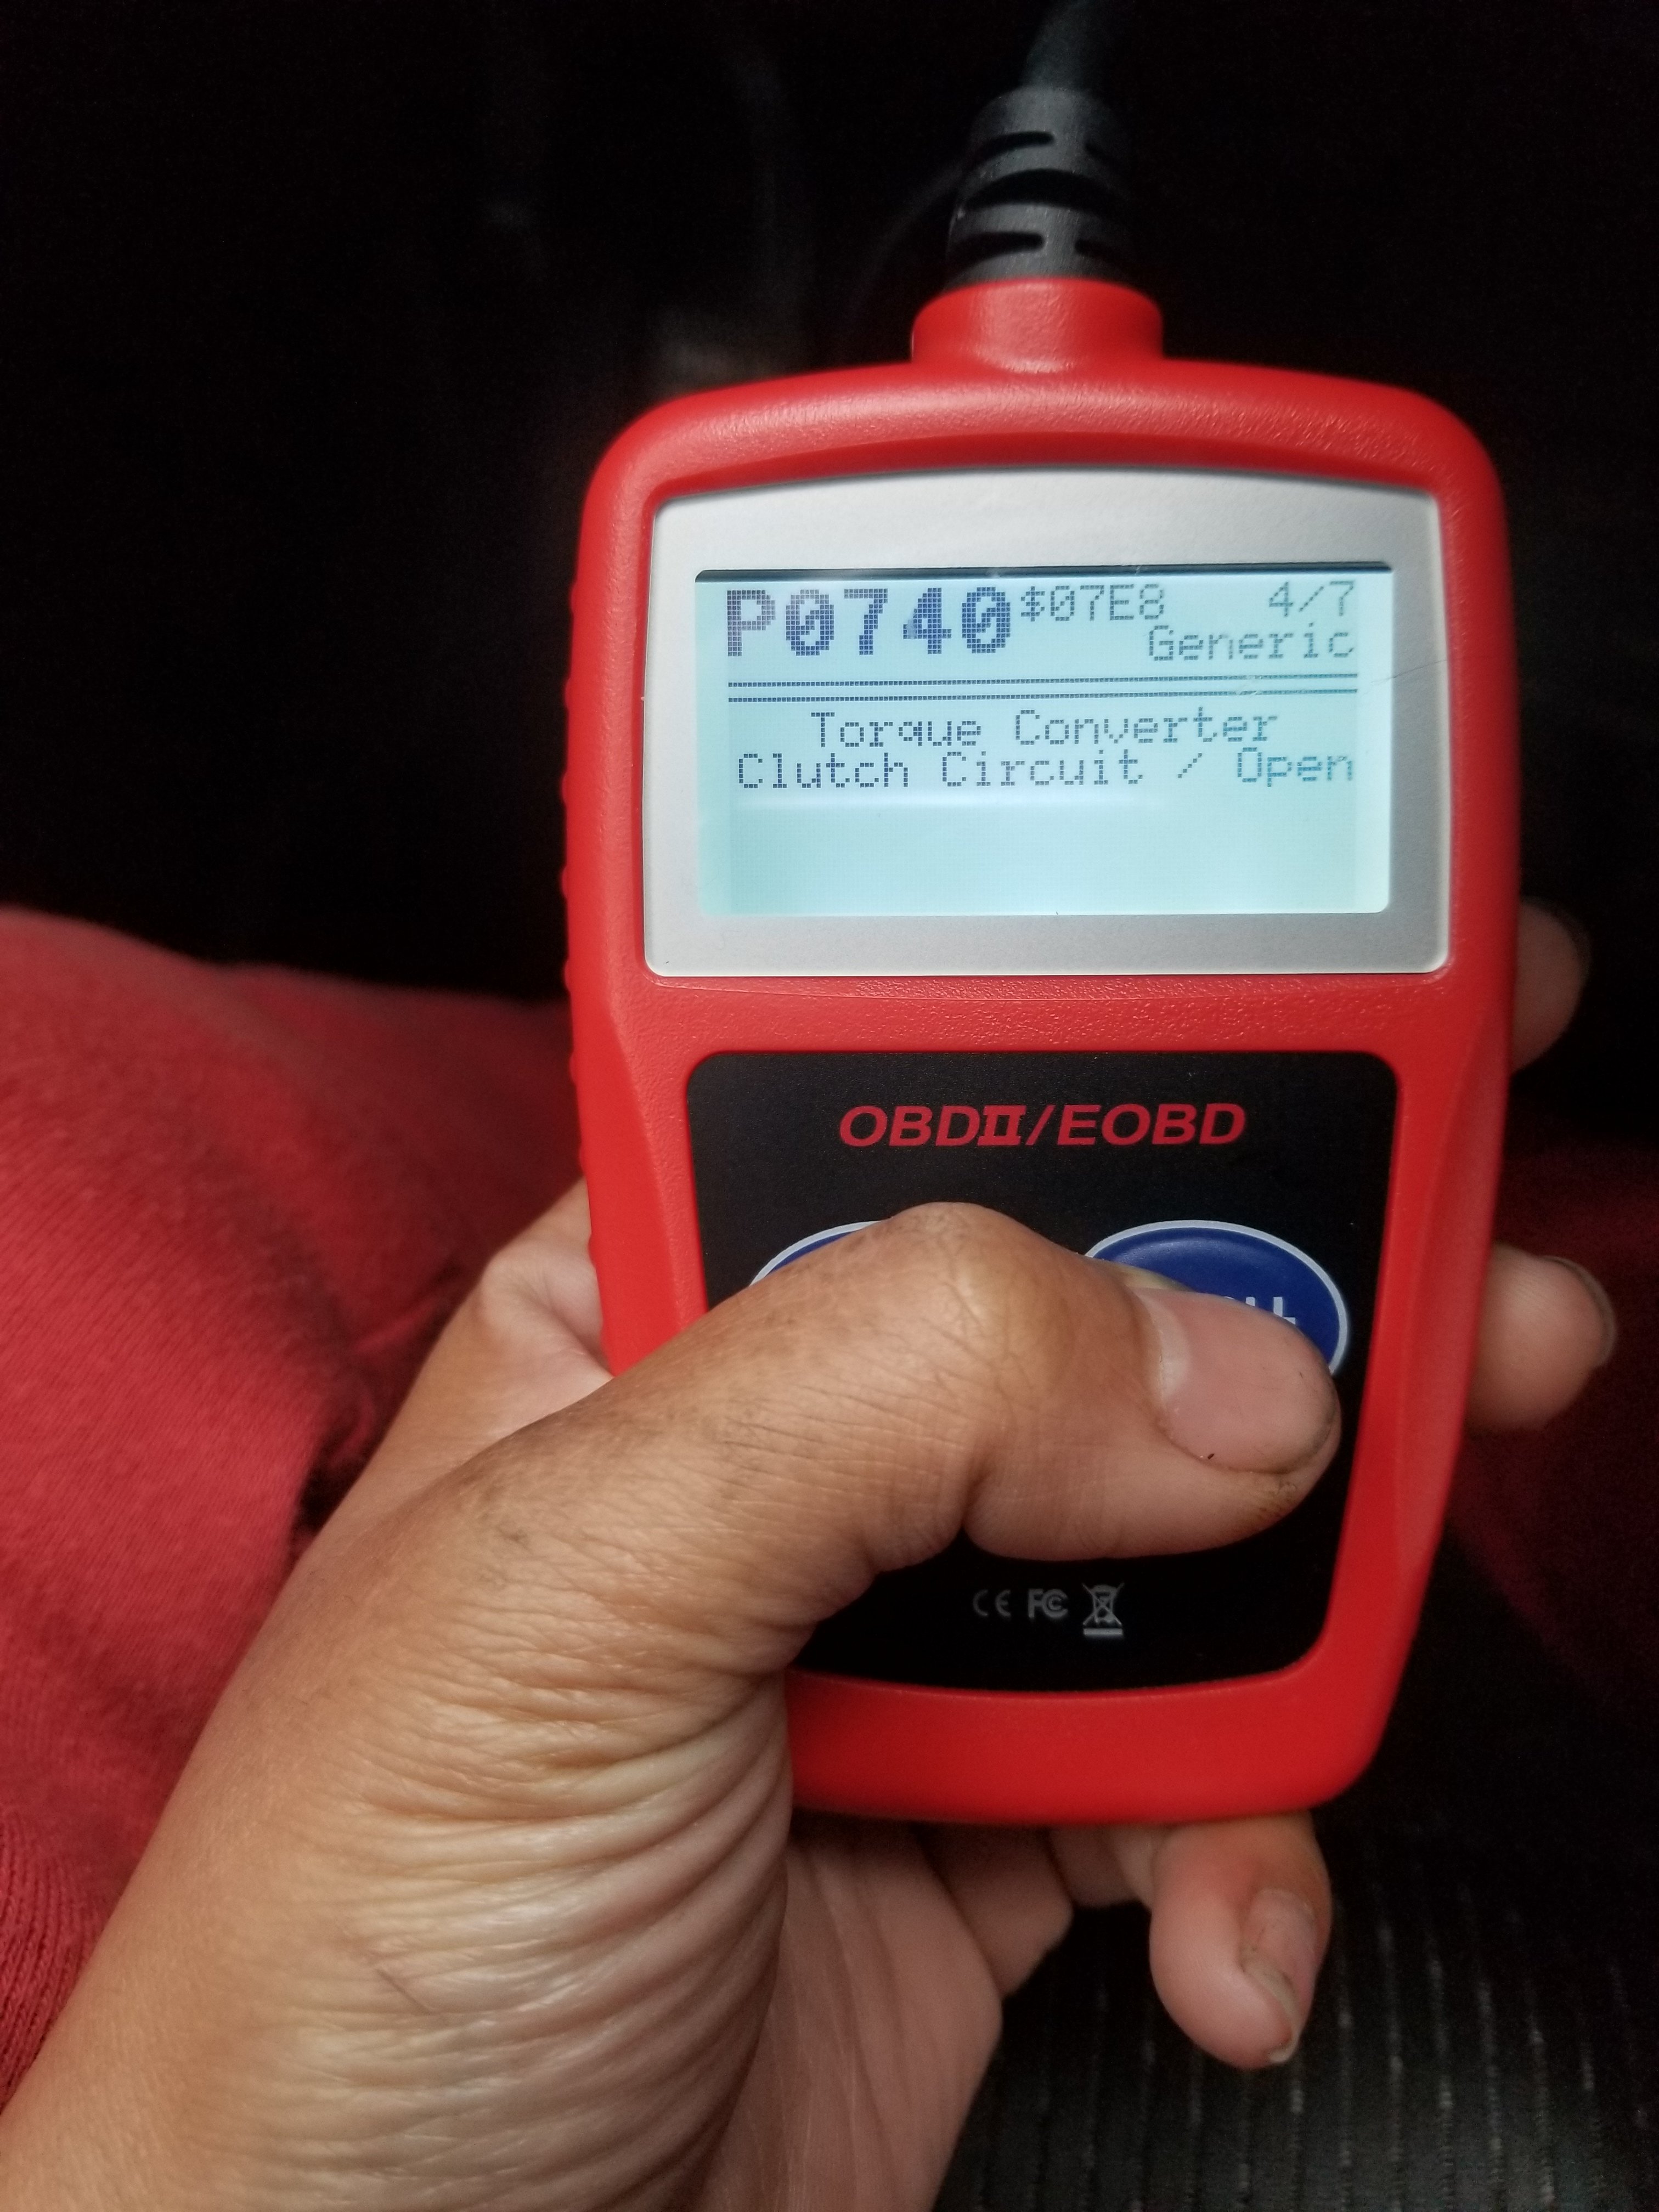 P0740 $07E8 4/7
Generic
Torque Converter
Clutch Circuit / Open
OBDII/EOBD
CE FC